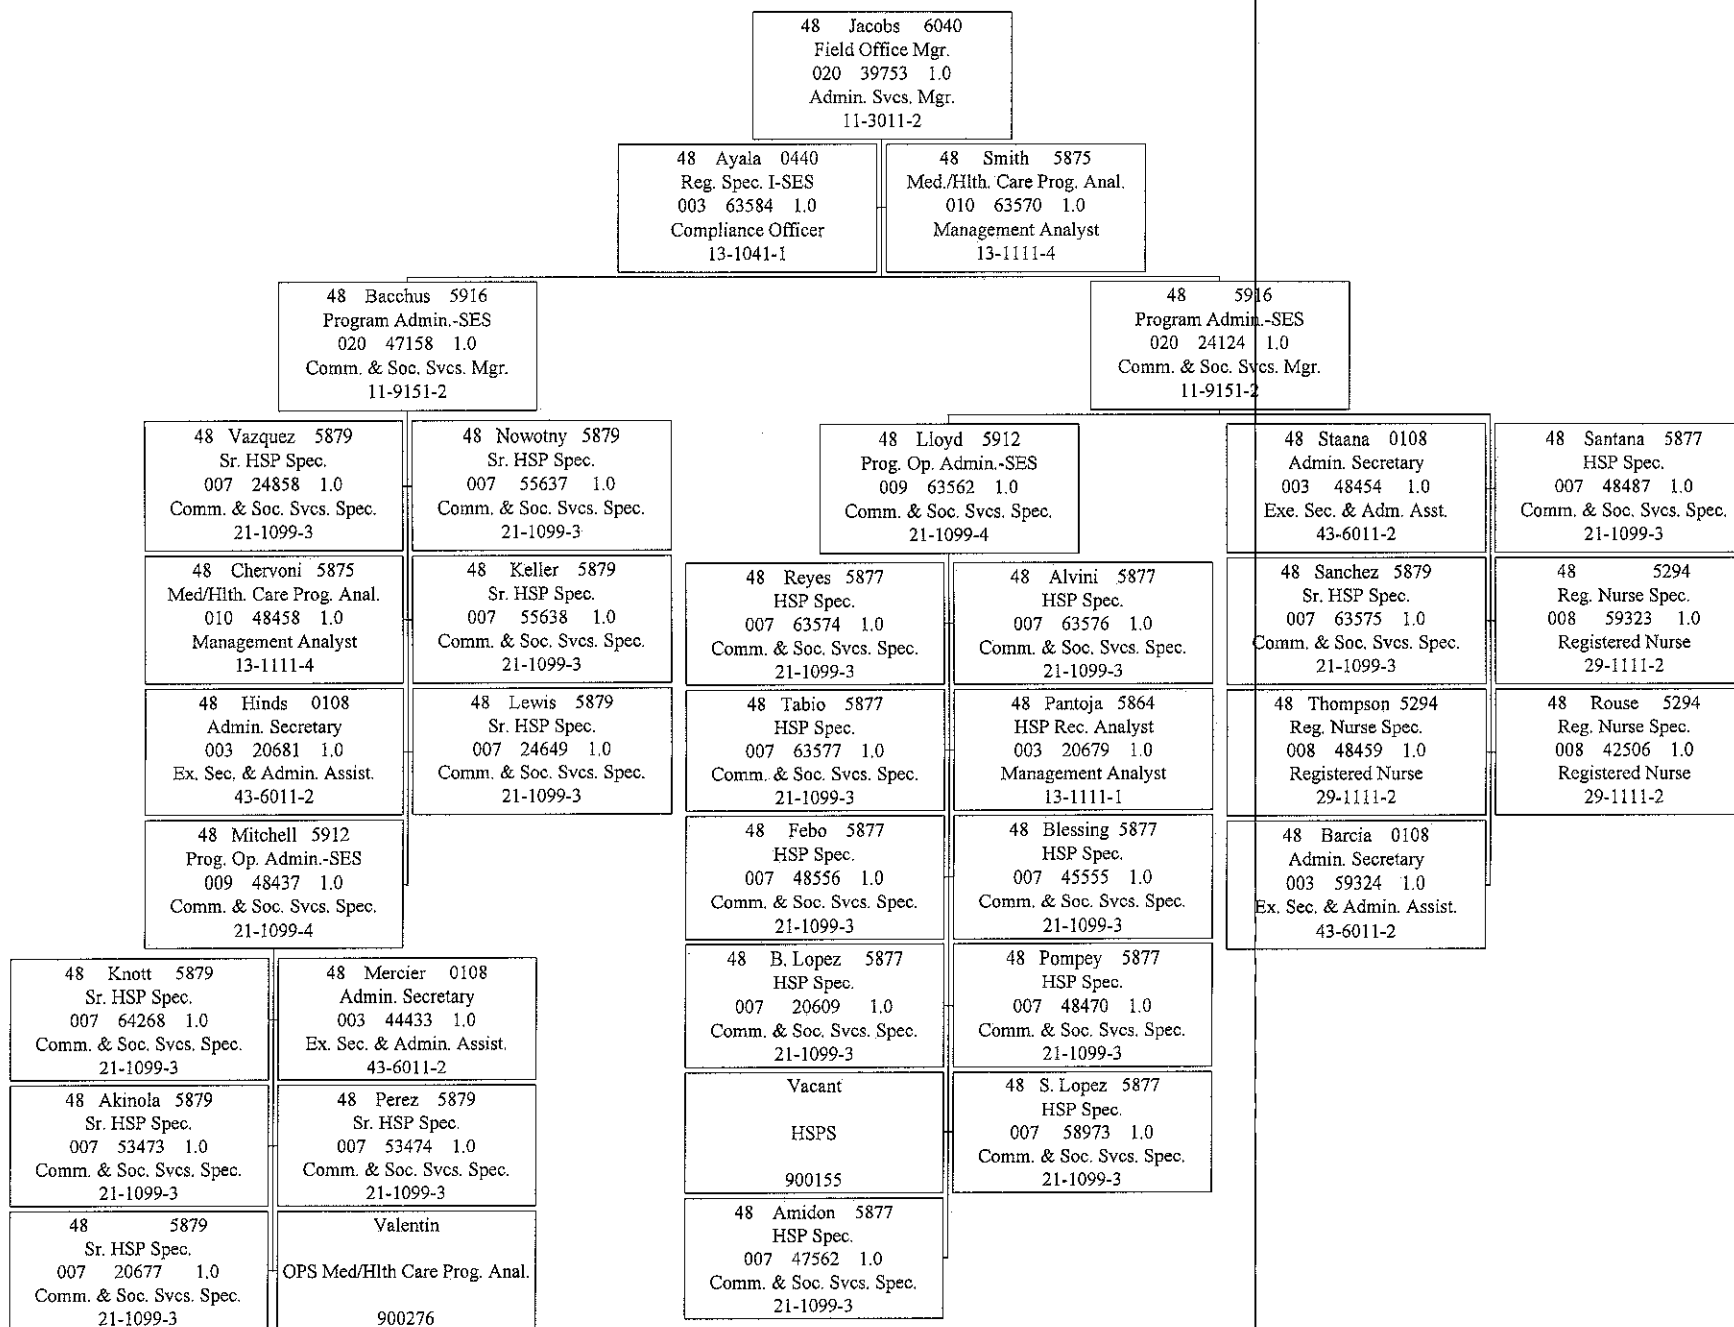 48 Jacobs 6040
Field Office Mgr.
020 39753 1.0
Admin. Svcs. Mgr.
11-3011-2
48 Ayala 0440
Reg. Spec. I-SES
003 63584 1.0
Compliance Officer
13-1041-1
48 Smith 5875
Med./Hlth. Care Prog. Anal.
010 63570 1.0
Management Analyst
13-1111-4
48 Bacchus 5916
Program Admin.-SES
020 47158 1.0
Comm. & Soc. Svcs. Mgr.
11-9151-2
48 5916
Program Admin.-SES
020 24124 1.0
Comm. & Soc. Svcs. Mgr.
11-9151-2
48 Vazquez 5879
Sr. HSP Spec.
007 24858 1.0
Comm. & Soc. Svcs. Spec.
21-1099-3
48 Nowotny 5879
Sr. HSP Spec.
007 55637 1.0
Comm. & Soc. Svcs. Spec.
21-1099-3
48 Chervoni 5875
Med/Hlth. Care Prog. Anal.
010 48458 1.0
Management Analyst
13-1111-4
48 Keller 5879
Sr. HSP Spec.
007 55638 1.0
Comm. & Soc. Svcs. Spec.
21-1099-3
48 Hinds 0108
Admin. Secretary
003 20681 1.0
Ex. Sec. & Admin. Assist.
43-6011-2
48 Lewis 5879
Sr. HSP Spec.
007 24649 1.0
Comm. & Soc. Svcs. Spec.
21-1099-3
48 Mitchell 5912
Prog. Op. Admin.-SES
009 48437 1.0
Comm. & Soc. Svcs. Spec.
21-1099-4
48 Knott 5879
Sr. HSP Spec.
007 64268 1.0
Comm. & Soc. Svcs. Spec.
21-1099-3
48 Mercier 0108
Admin. Secretary
003 44433 1.0
Ex. Sec. & Admin. Assist.
43-6011-2
48 Akinola 5879
Sr. HSP Spec.
007 53473 1.0
Comm. & Soc. Svcs. Spec.
21-1099-3
48 Perez 5879
Sr. HSP Spec.
007 53474 1.0
Comm. & Soc. Svcs. Spec.
21-1099-3
48 5879
Sr. HSP Spec.
007 20677 1.0
Comm. & Soc. Svcs. Spec.
21-1099-3
Valentin
OPS Med/Hlth Care Prog. Anal.
900276
48 Lloyd 5912
Prog. Op. Admin.-SES
009 63562 1.0
Comm. & Soc. Svcs. Spec.
21-1099-4
48 Reyes 5877
HSP Spec.
007 63574 1.0
Comm. & Soc. Svcs. Spec.
21-1099-3
48 Alvini 5877
HSP Spec.
007 63576 1.0
Comm. & Soc. Svcs. Spec.
21-1099-3
48 Tabio 5877
HSP Spec.
007 63577 1.0
Comm. & Soc. Svcs. Spec.
21-1099-3
48 Pantoja 5864
HSP Rec. Analyst
003 20679 1.0
Management Analyst
13-1111-1
48 Febo 5877
HSP Spec.
007 48556 1.0
Comm. & Soc. Svcs. Spec.
21-1099-3
48 Blessing 5877
HSP Spec.
007 45555 1.0
Comm. & Soc. Svcs. Spec.
21-1099-3
48 B. Lopez 5877
HSP Spec.
007 20609 1.0
Comm. & Soc. Svcs. Spec.
21-1099-3
48 Pompey 5877
HSP Spec.
007 48470 1.0
Comm. & Soc. Svcs. Spec.
21-1099-3
Vacant
HSPS
900155
48 S. Lopez 5877
HSP Spec.
007 58973 1.0
Comm. & Soc. Svcs. Spec.
21-1099-3
48 Amidon 5877
HSP Spec.
007 47562 1.0
Comm. & Soc. Svcs. Spec.
21-1099-3
48 Staana 0108
Admin. Secretary
003 48454 1.0
Exe. Sec. & Adm. Asst.
43-6011-2
48 Santana 5877
HSP Spec.
007 48487 1.0
Comm. & Soc. Svcs. Spec.
21-1099-3
48 Sanchez 5879
Sr. HSP Spec.
007 63575 1.0
Comm. & Soc. Svcs. Spec.
21-1099-3
48 5294
Reg. Nurse Spec.
008 59323 1.0
Registered Nurse
29-1111-2
48 Thompson 5294
Reg. Nurse Spec.
008 48459 1.0
Registered Nurse
29-1111-2
48 Rouse 5294
Reg. Nurse Spec.
008 42506 1.0
Registered Nurse
29-1111-2
48 Barcia 0108
Admin. Secretary
003 59324 1.0
Ex. Sec. & Admin. Assist.
43-6011-2